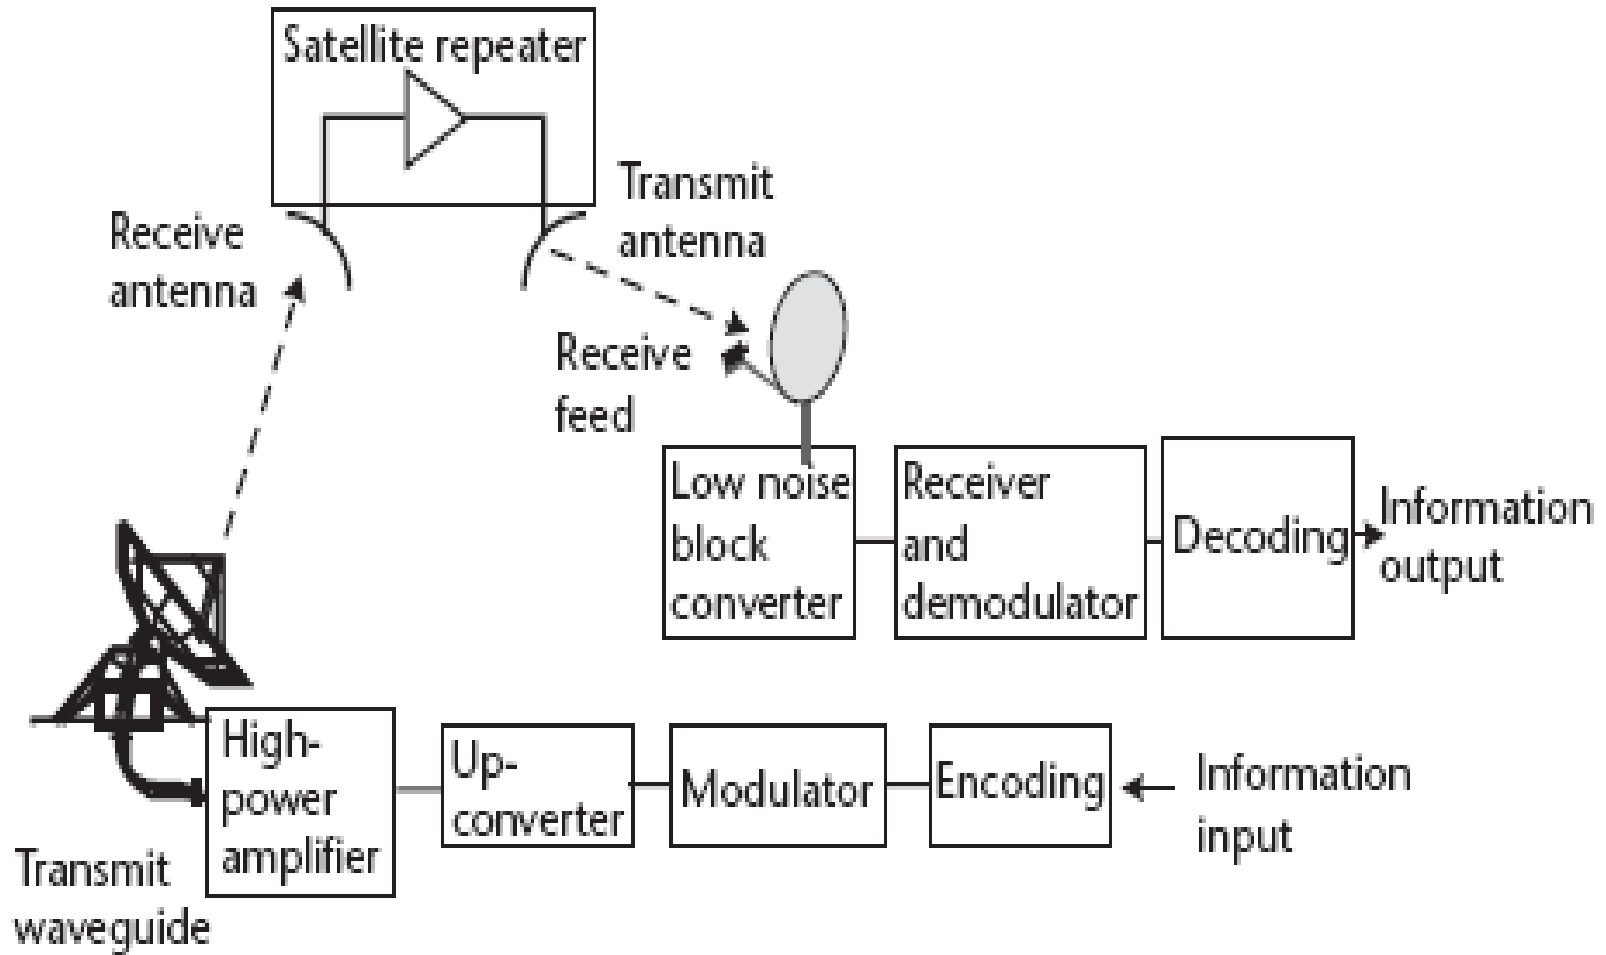 Satellite repeater
Transmit
antenna
Receive
antenna
Receive
feed
Low noise
block
converter
Receiver
and
demodulator
Decoding
Information
output
High-
power
amplifier
Up-
converter
Modulator
Encoding
Information
input
Transmit
waveguide